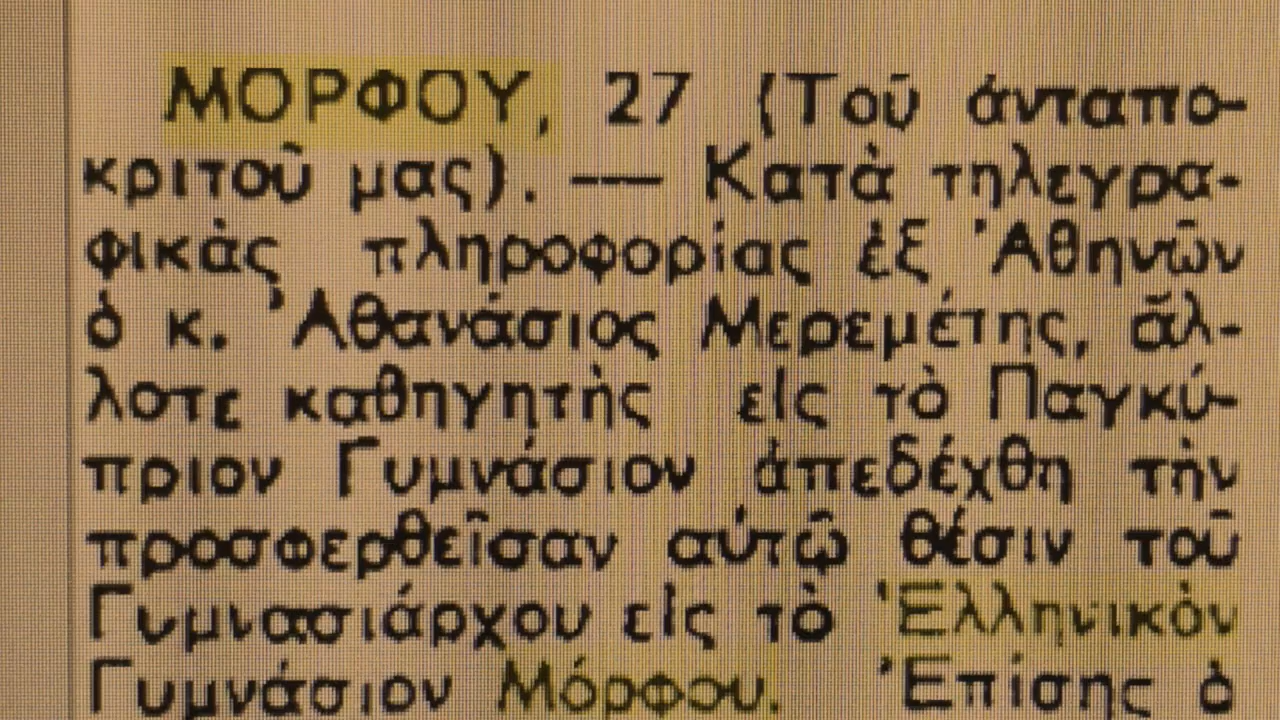 ΜΟΡΦΟΥ, 27 (Τοῦ ἀνταπο-
κριτοῦ μας). — Κατὰ τηλεγρα-
φικὰς πληροφορίας ἐξ Ἀθηνῶν
ὁ κ. Ἀθανάσιος Μερεμέτης, ἄλ-
λοτε καθηγητὴς εἰς τὸ Παγκύ-
πριον Γυμνάσιον ἀπεδέχθη τὴν
προσφερθεῖσαν αὐτῷ θέσιν τοῦ
Γυμνασιάρχου εἰς τὸ Ἑλληνικὸν
Γυμνάσιον Μόρφου. Ἐπίσης ὁ